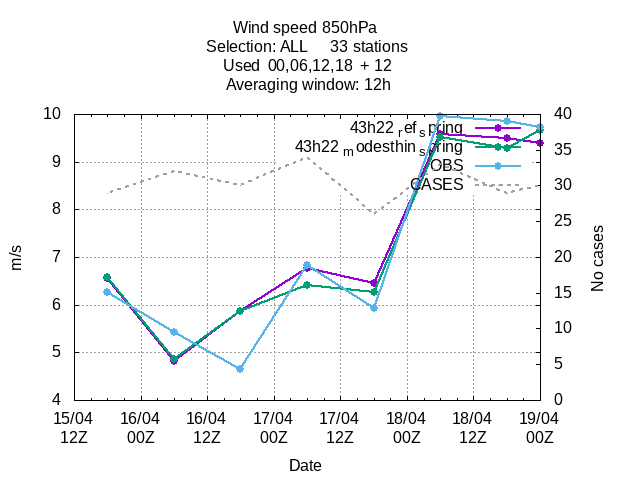 Wind speed 850hPa
Selection: ALL 33 stations
Used 00,06,12,18 + 12
Averaging window: 12h
43h22_ref_spring
43h22_modesthin_spring
OBS
CASES
10
9
8
7
6
5
4
m/s
40
35
30
25
20
15
10
5
0
No cases
15/04 16/04 16/04 17/04 17/04 18/04 18/04 19/04
12Z 00Z 12Z 00Z 12Z 00Z 12Z 00Z
Date